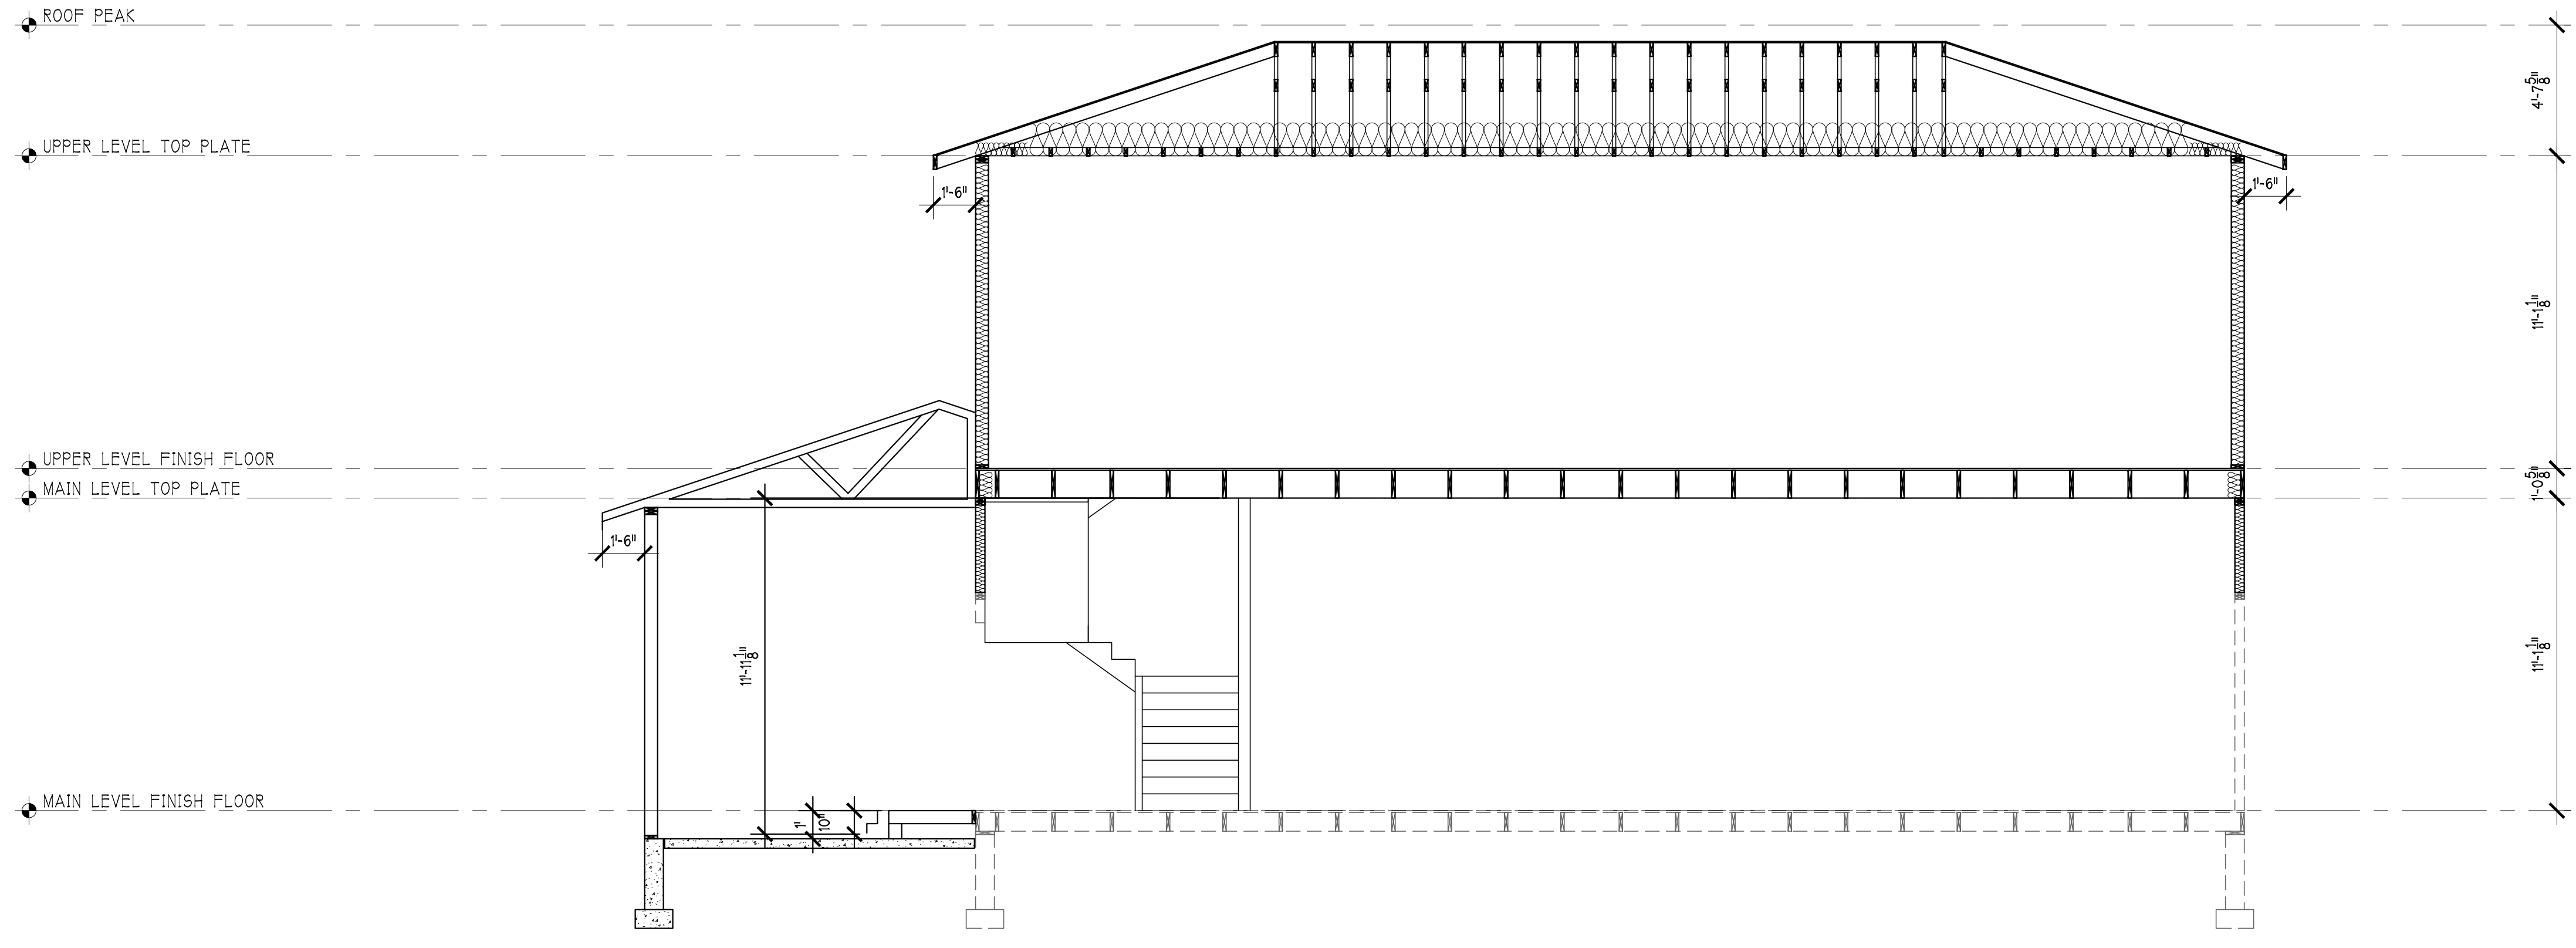 ROOF PEAK
4'-7 5/8"
UPPER LEVEL TOP PLATE
1'-6"
1'-6"
11'-1 1/8"
UPPER LEVEL FINISH FLOOR
MAIN LEVEL TOP PLATE
1'-0 5/8"
1'-6"
11'-11 1/8"
11'-1 1/8"
MAIN LEVEL FINISH FLOOR
1'
10"